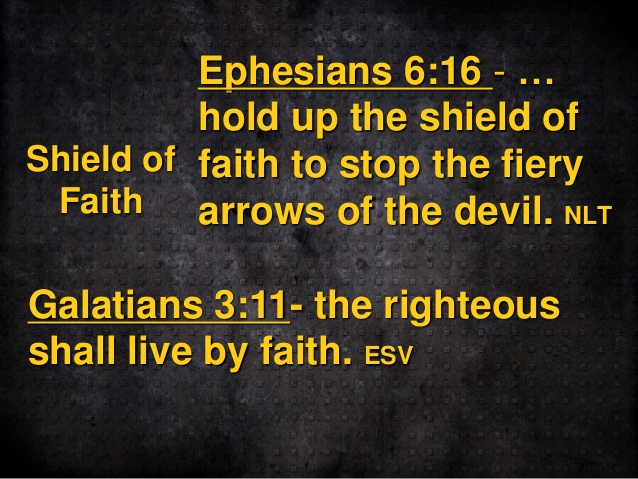 Shield of
Faith
Ephesians 6:16 - …
hold up the shield of
faith to stop the fiery
arrows of the devil. NLT
Galatians 3:11- the righteous
shall live by faith. ESV